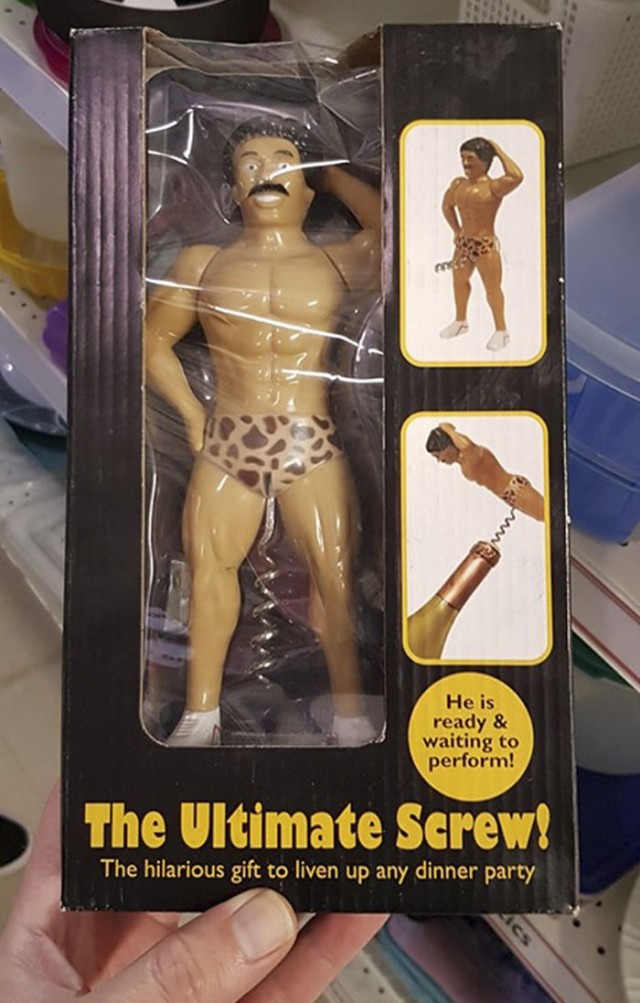 He is
ready &
waiting to
perform!
The Ultimate Screw!
The hilarious gift to liven up any dinner party